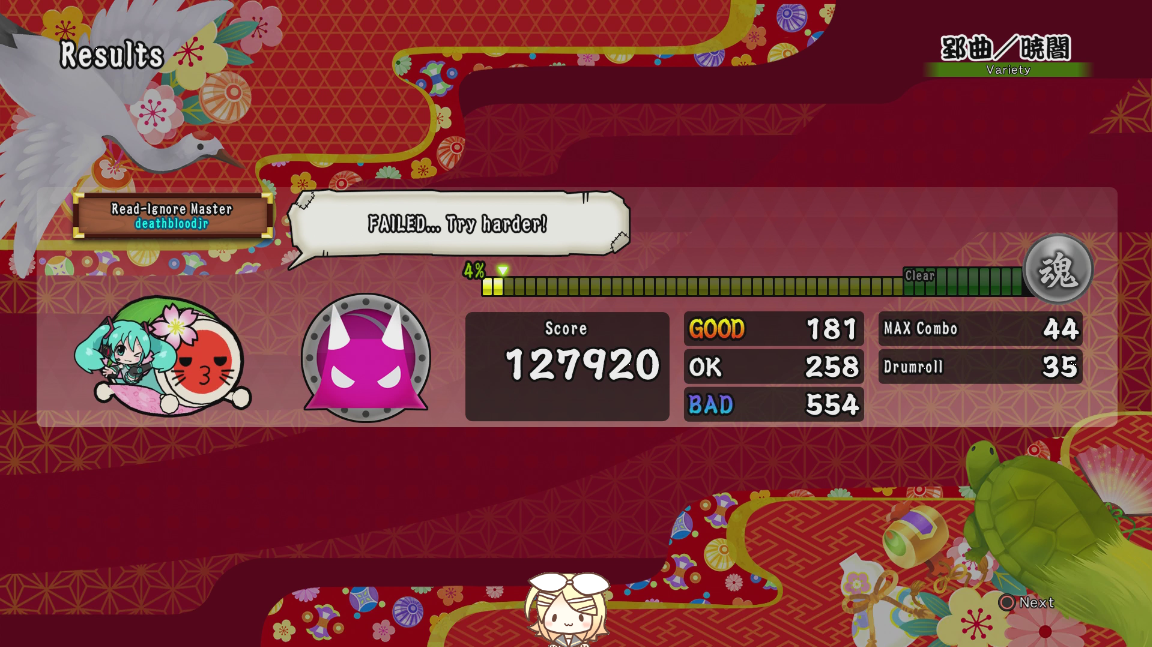 Results
郢曲／暁闇
Variety
Read-Ignore Master
deathbloodjr
FAILED... Try harder!
4%
Clear
魂
Score
127920
GOOD 181
OK 258
BAD 554
MAX Combo 44
Drumroll 35
Next